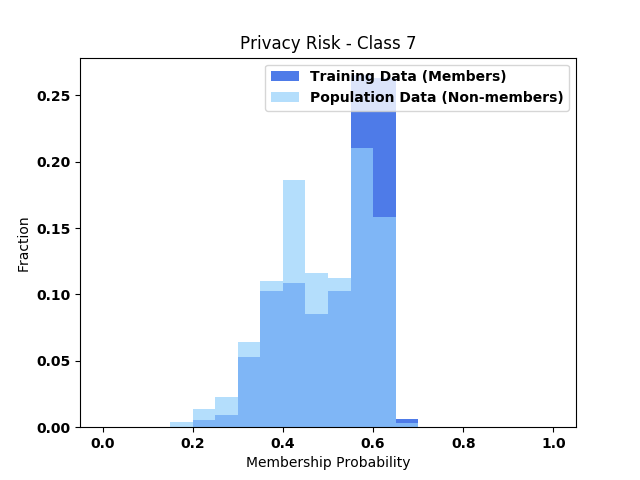 Privacy Risk - Class 7
Training Data (Members)
Population Data (Non-members)
0.25
0.20
0.15
0.10
0.05
0.00
Fraction
0.0 0.2 0.4 0.6 0.8 1.0
Membership Probability